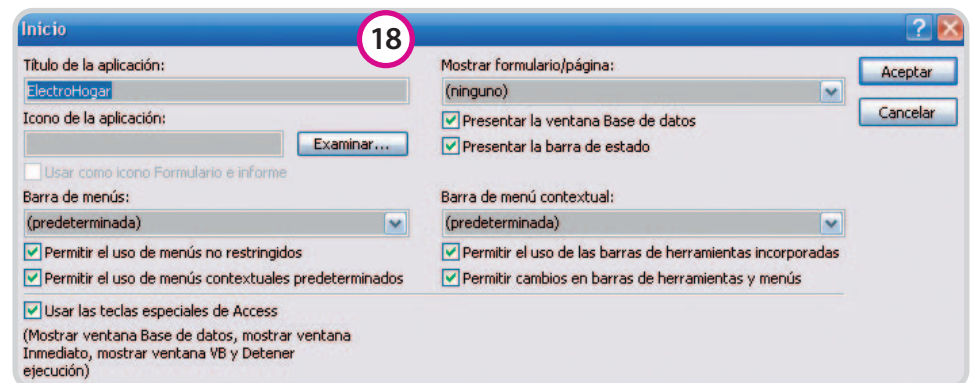 Inicio
18
Título de la aplicación:
ElectroHogar
Icono de la aplicación:
Examinar...
Usar como icono Formulario e informe
Mostrar formulario/página:
(ninguno)
Presentar la ventana Base de datos
Presentar la barra de estado
Aceptar
Cancelar
Barra de menús:
(predeterminada)
Permitir el uso de menús no restringidos
Permitir el uso de menús contextuales predeterminados
Barra de menú contextual:
(predeterminada)
Permitir el uso de las barras de herramientas incorporadas
Permitir cambios en barras de herramientas y menús
Usar las teclas especiales de Access
(Mostrar ventana Base de datos, mostrar ventana
Inmediato, mostrar ventana VB y Detener
ejecución)